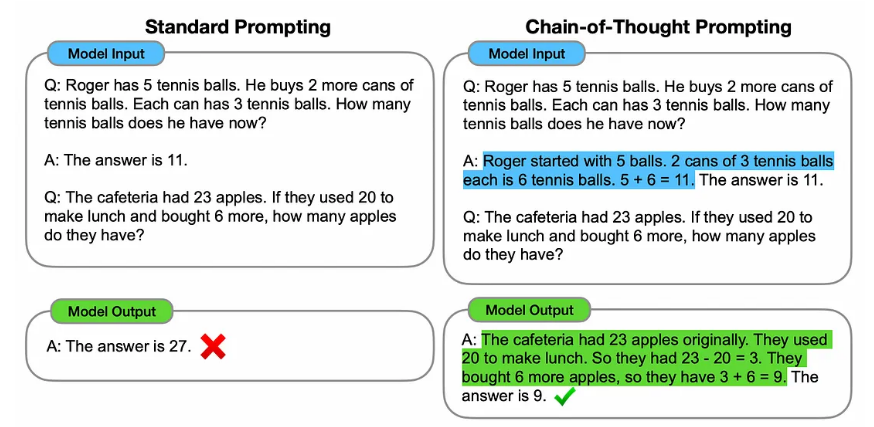 Standard Prompting
Model Input
Q: Roger has 5 tennis balls. He buys 2 more cans of
tennis balls. Each can has 3 tennis balls. How many
tennis balls does he have now?
A: The answer is 11.
Q: The cafeteria had 23 apples. If they used 20 to
make lunch and bought 6 more, how many apples
do they have?
Model Output
A: The answer is 27.
Chain-of-Thought Prompting
Model Input
Q: Roger has 5 tennis balls. He buys 2 more cans of
tennis balls. Each can has 3 tennis balls. How many
tennis balls does he have now?
A: Roger started with 5 balls. 2 cans of 3 tennis balls
each is 6 tennis balls. 5 + 6 = 11. The answer is 11.
Q: The cafeteria had 23 apples. If they used 20 to
make lunch and bought 6 more, how many apples
do they have?
Model Output
A: The cafeteria had 23 apples originally. They used
20 to make lunch. So they had 23 - 20 = 3. They
bought 6 more apples, so they have 3 + 6 = 9. The
answer is 9.